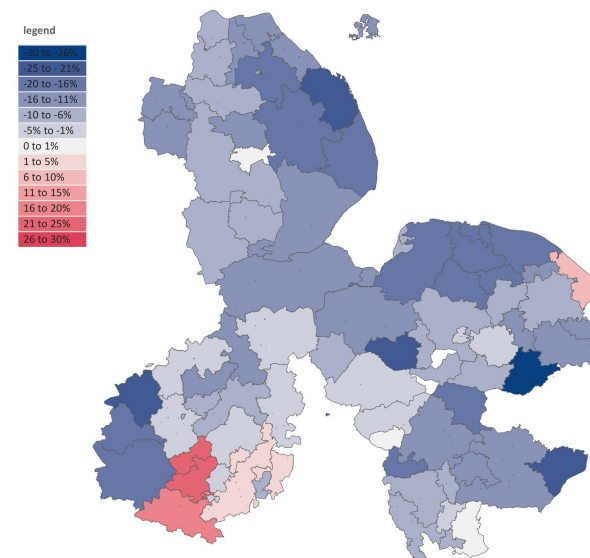 legend
-30 to -26%
-25 to - 21%
-20 to -16%
-16 to -11%
-10 to -6%
-5% to -1%
0 to 1%
1 to 5%
6 to 10%
11 to 15%
16 to 20%
21 to 25%
26 to 30%